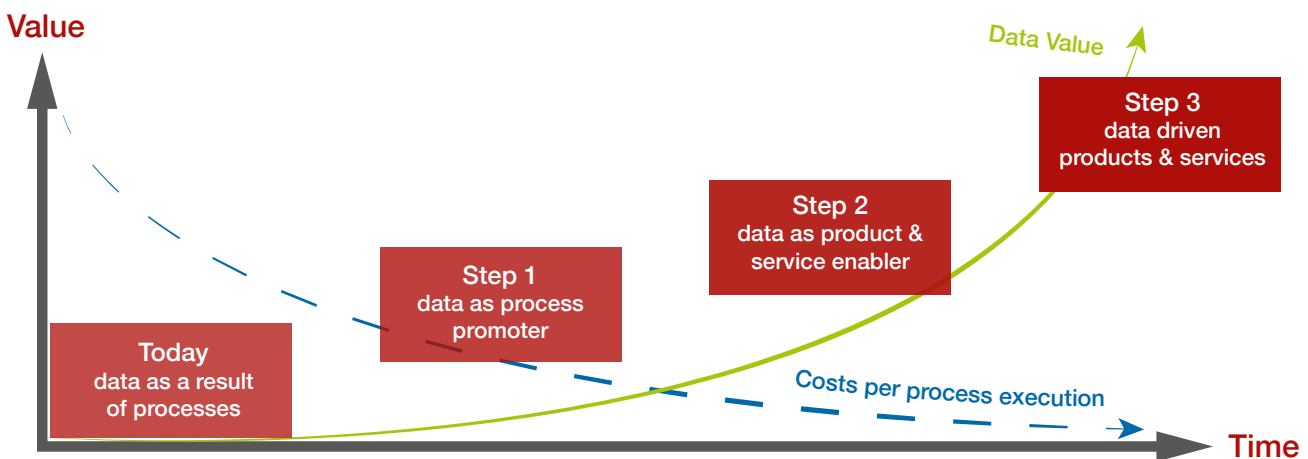 Value
Data Value
Step 3
data driven
products & services
Step 2
data as product &
service enabler
Step 1
data as process
promoter
Today
data as a result
of processes
Costs per process execution
Time